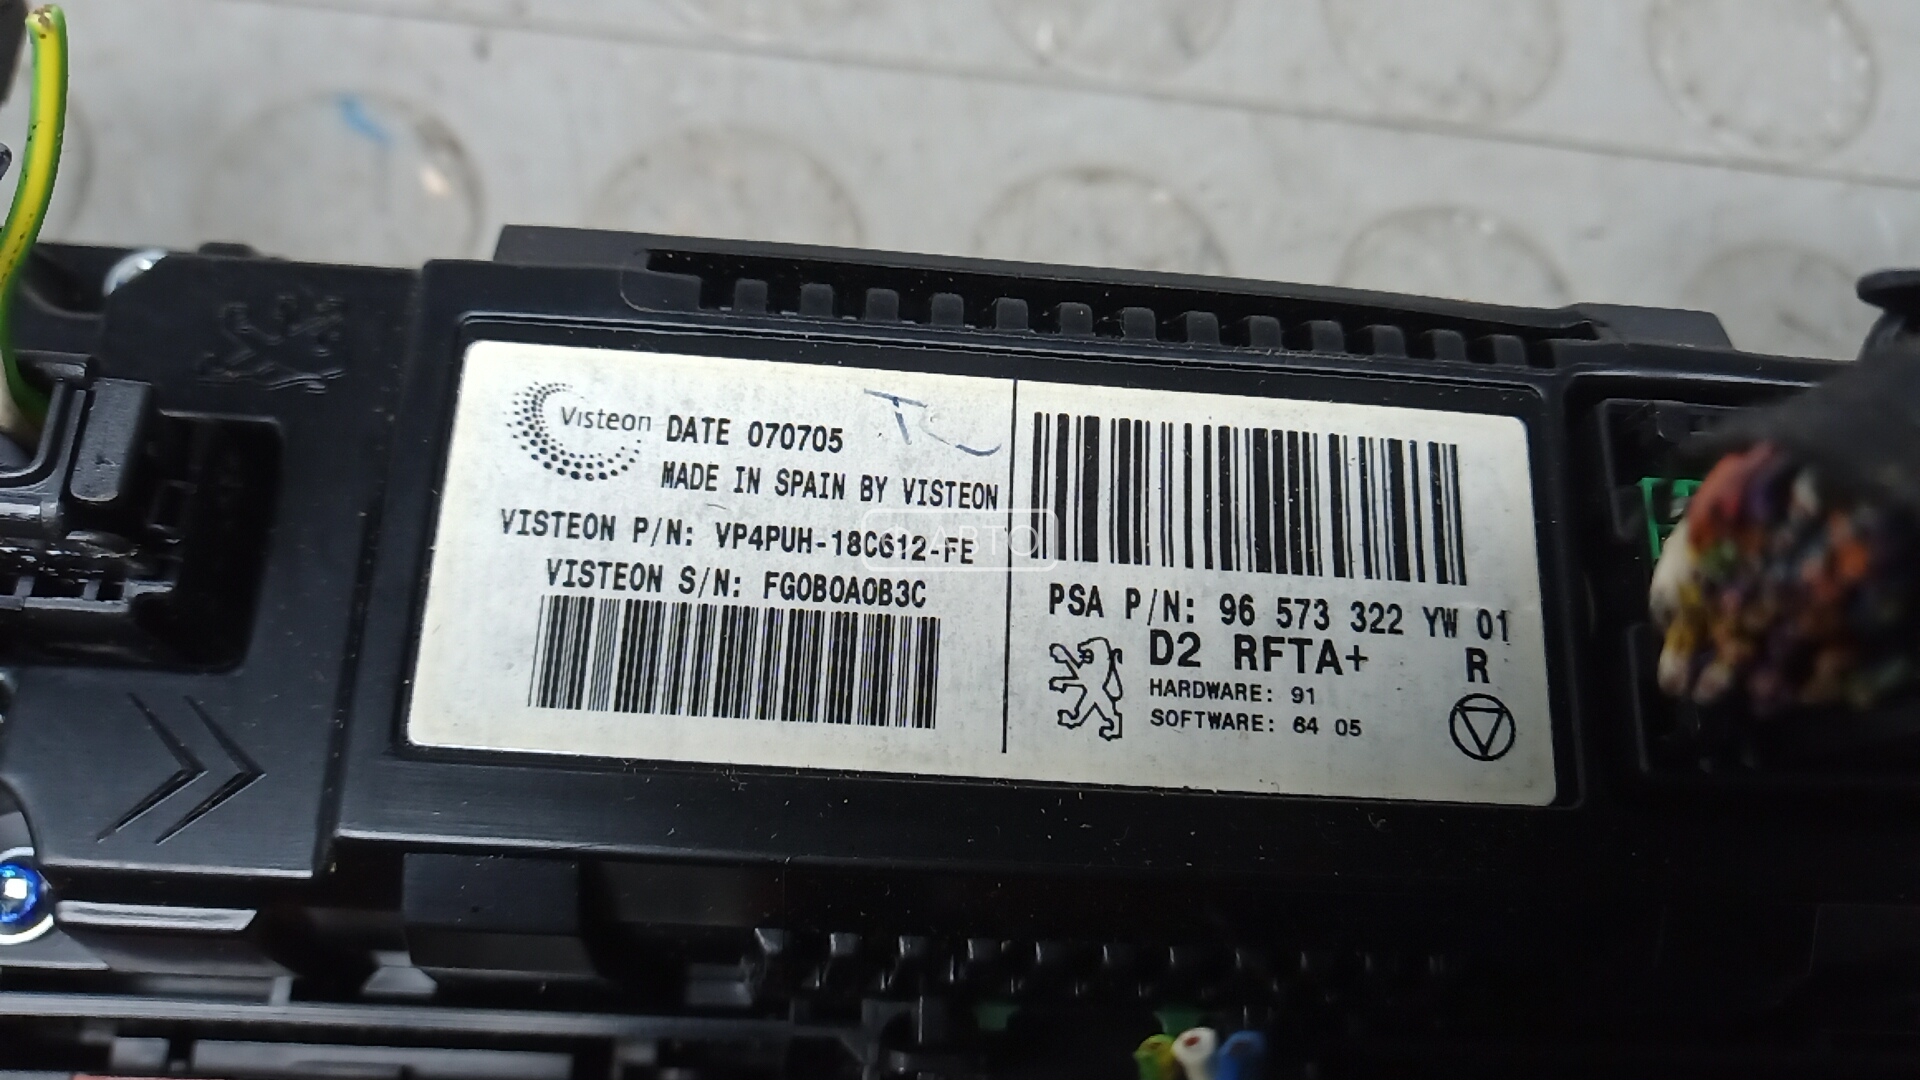 Visteon
DATE 070705
MADE IN SPAIN BY VISTEON
VISTEON P/N: VP4PUH-18C612-FE
VISTEON S/N: FG0B0A0B3C
PSA P/N: 96 573 322 YW 01
D2 RFTA+ R
HARDWARE: 91
SOFTWARE: 64 05
АВТО